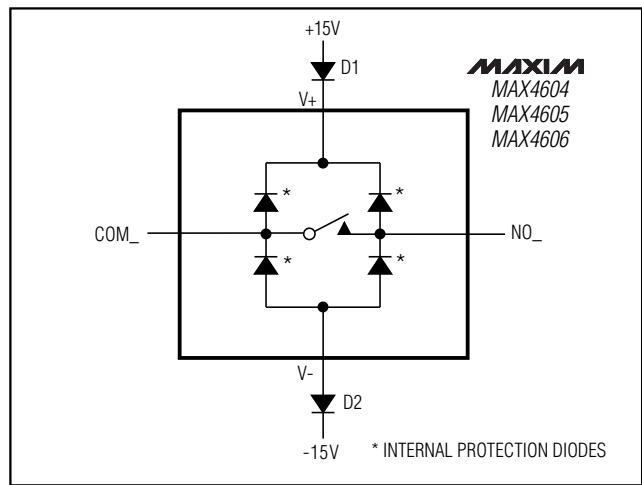 +15V
D1
MAXIM
V+
MAX4604
MAX4605
MAX4606
*
*
COM_
NO_
*
*
V-
D2
-15V
* INTERNAL PROTECTION DIODES